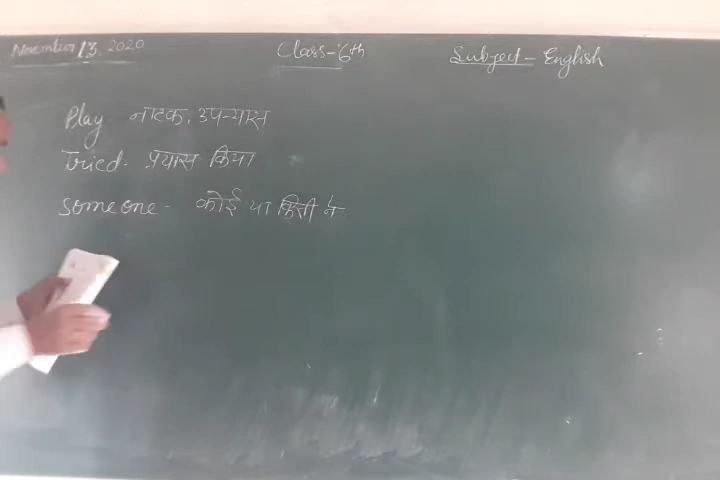 November 13, 2020 Class-6th Subject - English
Play नाटक, उपन्यास
Tried. प्रयास किया
Someone - कोई या किसी ने